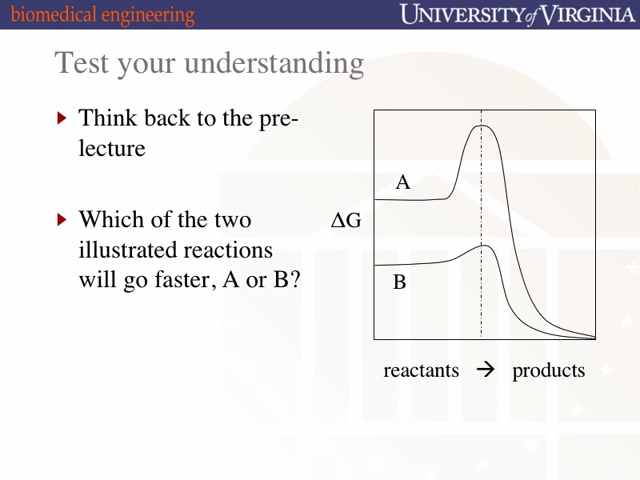 biomedical engineering
UNIVERSITY of VIRGINIA
Test your understanding
Think back to the pre-
lecture
Which of the two
illustrated reactions
will go faster, A or B?
A
ΔG
B
reactants → products